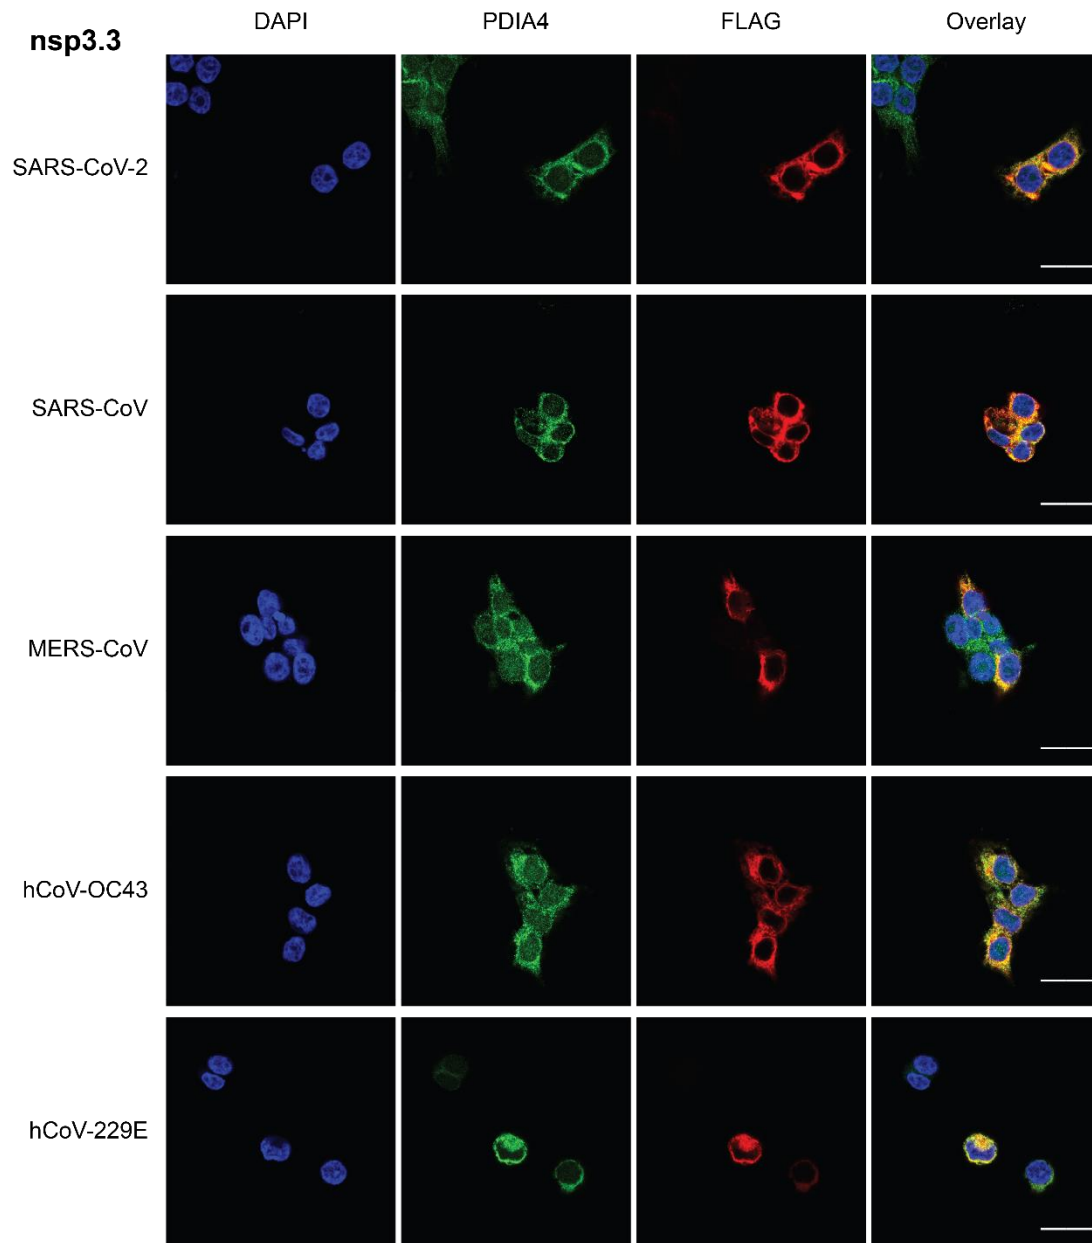 nsp3.3
DAPI PDIA4 FLAG Overlay
SARS-CoV-2
SARS-CoV
MERS-CoV
hCoV-OC43
hCoV-229E